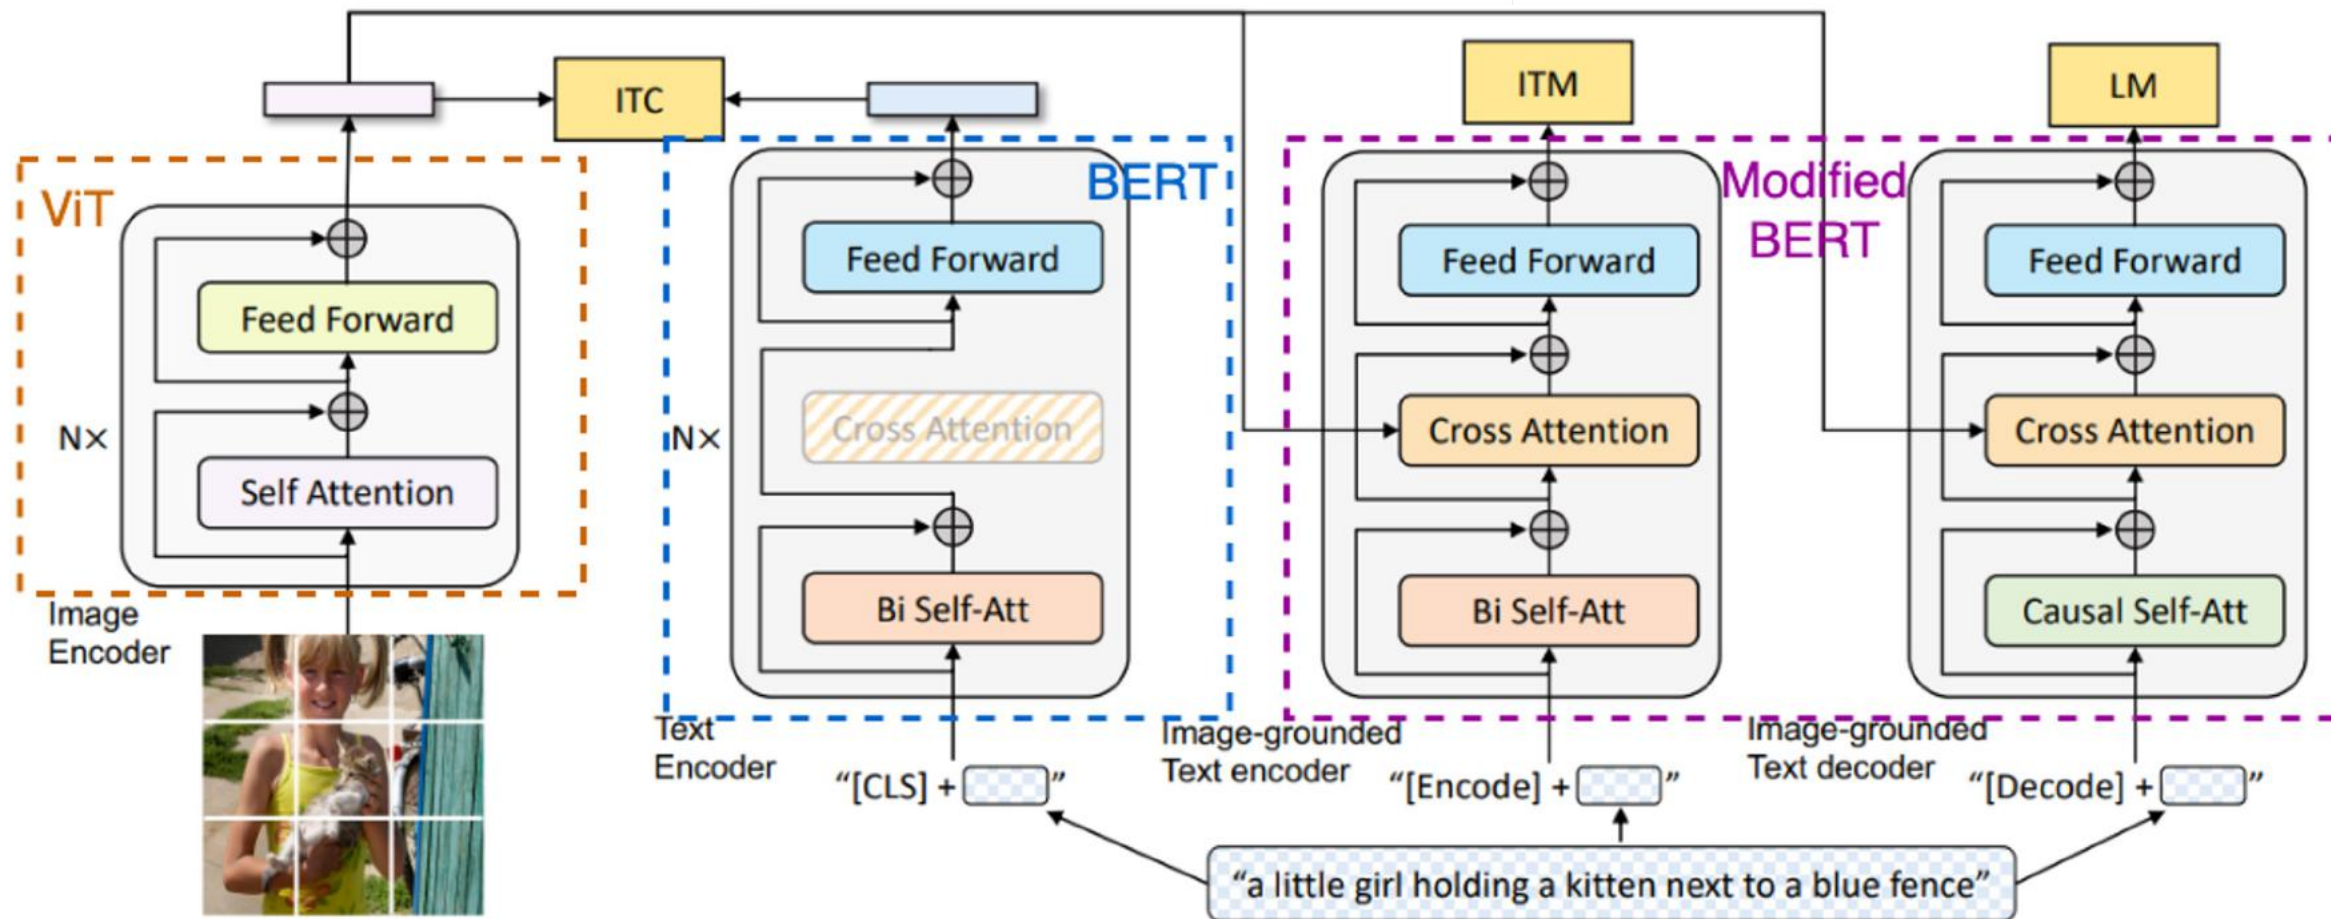 ITC
ITM
LM
ViT
BERT
Modified
BERT
Feed Forward
Self Attention
N×
Image
Encoder
Feed Forward
Cross Attention
Bi Self-Att
N×
Text
Encoder
“[CLS] + ”
Feed Forward
Cross Attention
Bi Self-Att
Image-grounded
Text encoder
“[Encode] + ”
Feed Forward
Cross Attention
Causal Self-Att
Image-grounded
Text decoder
“[Decode] + ”
“a little girl holding a kitten next to a blue fence”